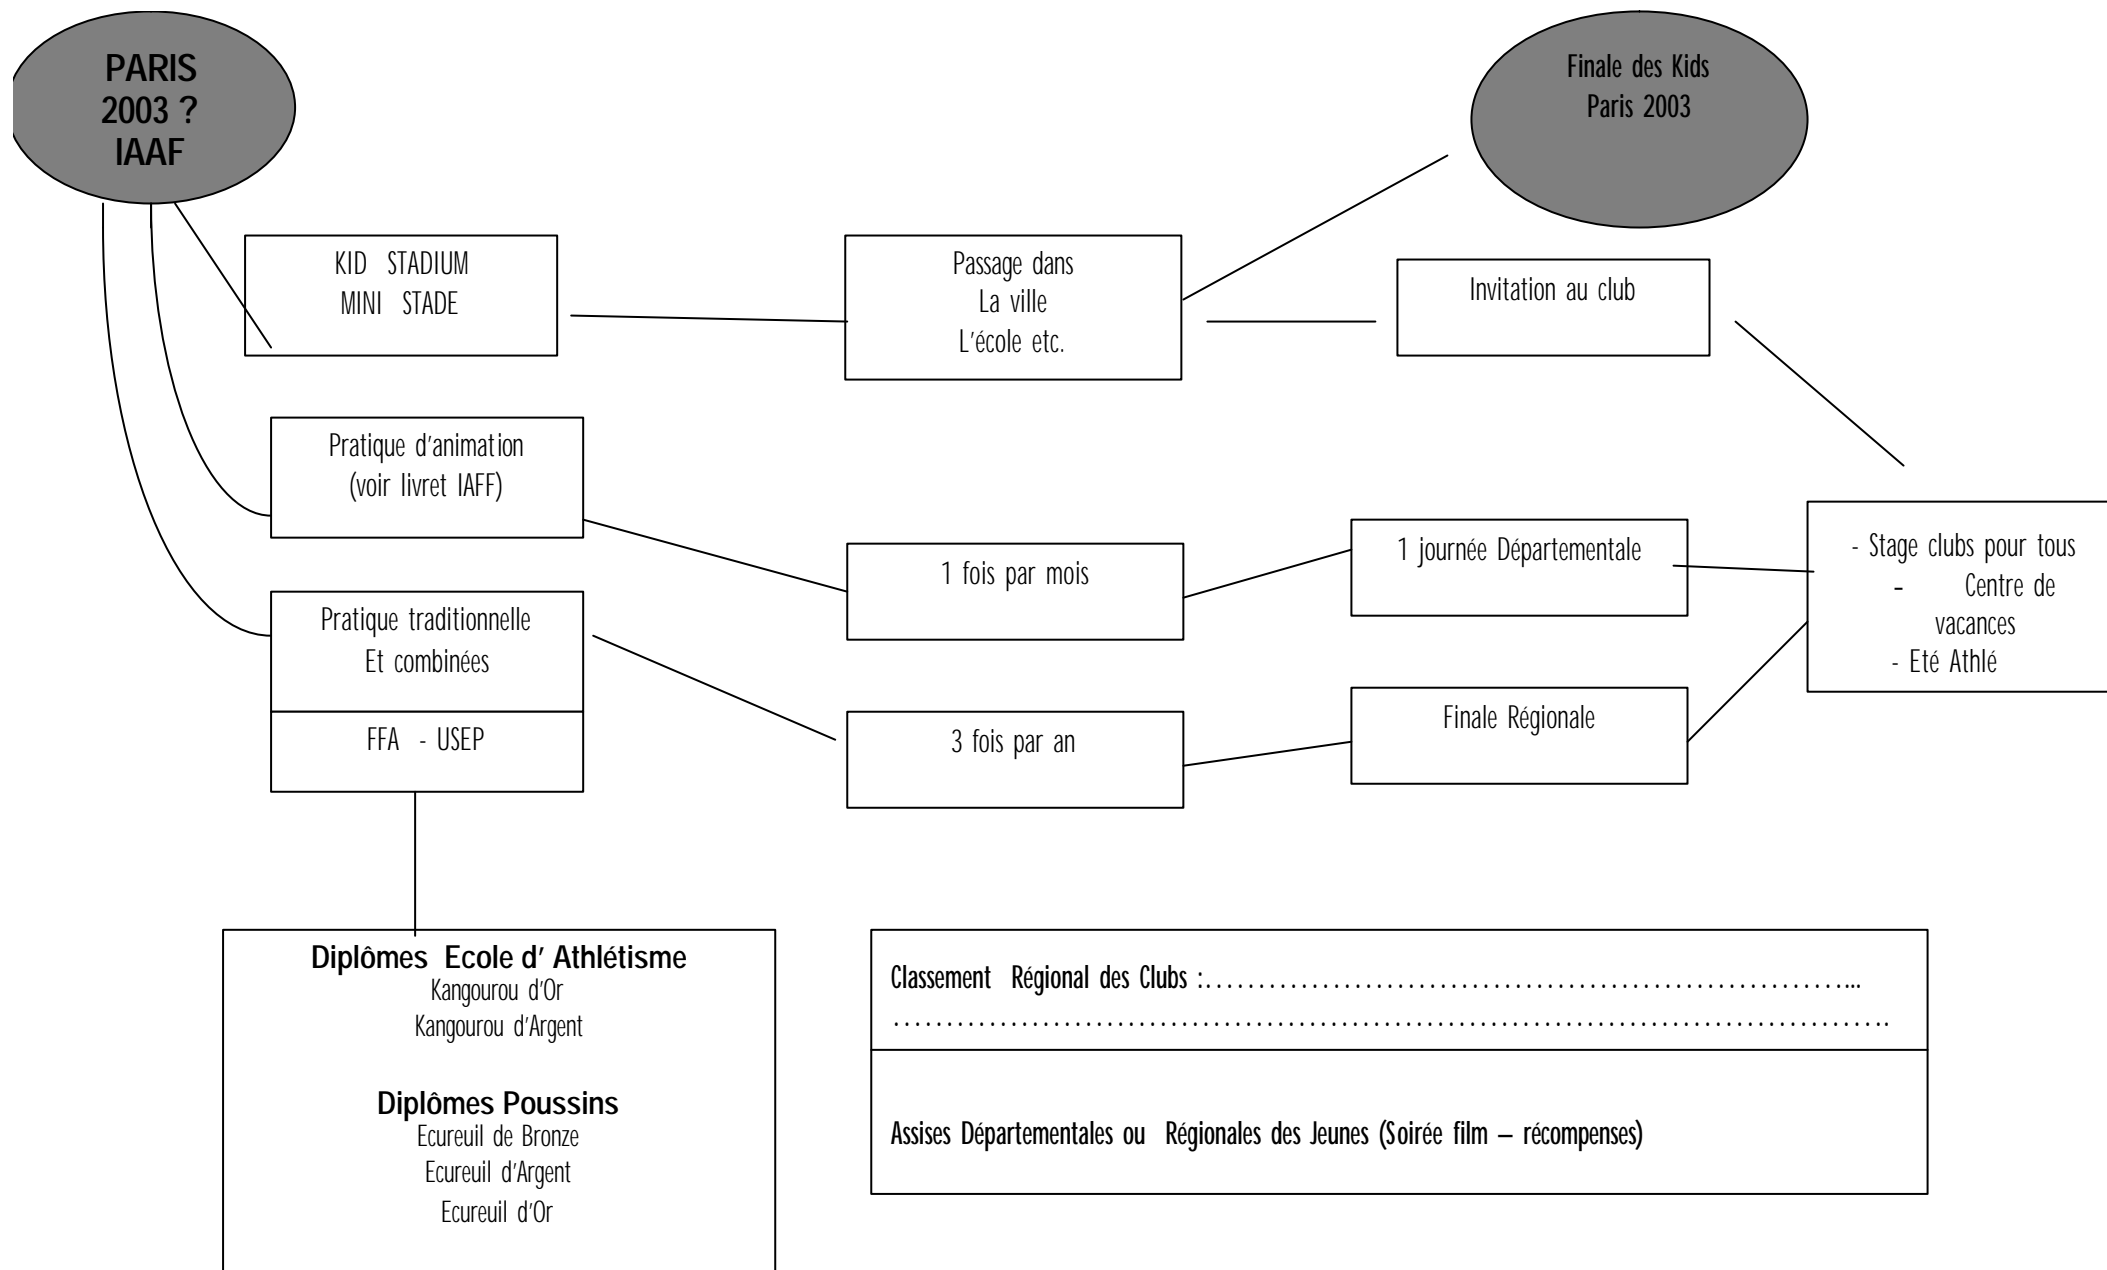 PARIS
2003 ?
IAAF
Finale des Kids
Paris 2003
KID STADIUM
MINI STADE
Passage dans
La ville
L'école etc.
Invitation au club
Pratique d'animation
(voir livret IAFF)
1 fois par mois
1 journée Départementale
- Stage clubs pour tous
- Centre de
vacances
- Eté Athlé
Pratique traditionnelle
Et combinées
FFA - USEP
3 fois par an
Finale Régionale
Diplômes Ecole d' Athlétisme
Kangourou d'Or
Kangourou d'Argent
Diplômes Poussins
Ecureuil de Bronze
Ecureuil d'Argent
Ecureuil d'Or
Classement Régional des Clubs :…………………………………………………………...
………………………………………………………………………………………….
Assises Départementales ou Régionales des Jeunes (Soirée film – récompenses)